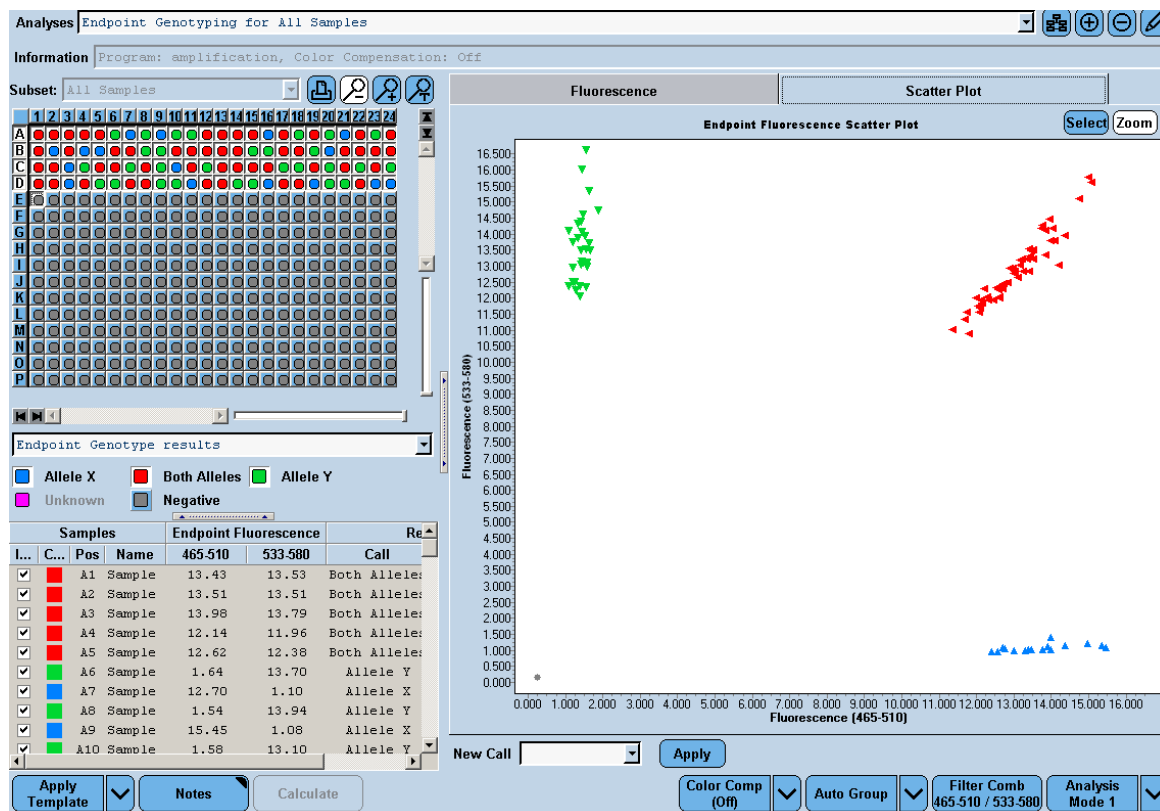 Analyses Endpoint Genotyping for All Samples
Information Program: amplification, Color Compensation: Off
Subset: All Samples
1 2 3 4 5 6 7 8 9 10 11 12 13 14 15 16 17 18 19 20 21 22 23 24
A
B
C
D
E
F
G
H
I
J
K
L
M
N
O
P
Endpoint Genotype results
Allele X Both Alleles Allele Y
Unknown Negative
Samples Endpoint Fluorescence Re
I... C... Pos Name 465-510 533-580 Call
A1 Sample 13.43 13.53 Both Alleles
A2 Sample 13.51 13.51 Both Alleles
A3 Sample 13.98 13.79 Both Alleles
A4 Sample 12.14 11.96 Both Alleles
A5 Sample 12.62 12.38 Both Alleles
A6 Sample 1.64 13.70 Allele Y
A7 Sample 12.70 1.10 Allele X
A8 Sample 1.54 13.94 Allele Y
A9 Sample 15.45 1.08 Allele X
A10 Sample 1.58 13.10 Allele Y
Fluorescence Scatter Plot
Endpoint Fluorescence Scatter Plot
Select Zoom
Fluorescence (533-580)
16.500
16.000
15.500
15.000
14.500
14.000
13.500
13.000
12.500
12.000
11.500
11.000
10.500
10.000
9.500
9.000
8.500
8.000
7.500
7.000
6.500
6.000
5.500
5.000
4.500
4.000
3.500
3.000
2.500
2.000
1.500
1.000
0.500
0.000
0.000 1.000 2.000 3.000 4.000 5.000 6.000 7.000 8.000 9.000 10.000 11.000 12.000 13.000 14.000 15.000 16.000
Fluorescence (465-510)
New Call Apply
Apply Template Notes Calculate
Color Comp (Off) Auto Group Filter Comb 465-510 / 533-580 Analysis Mode 1